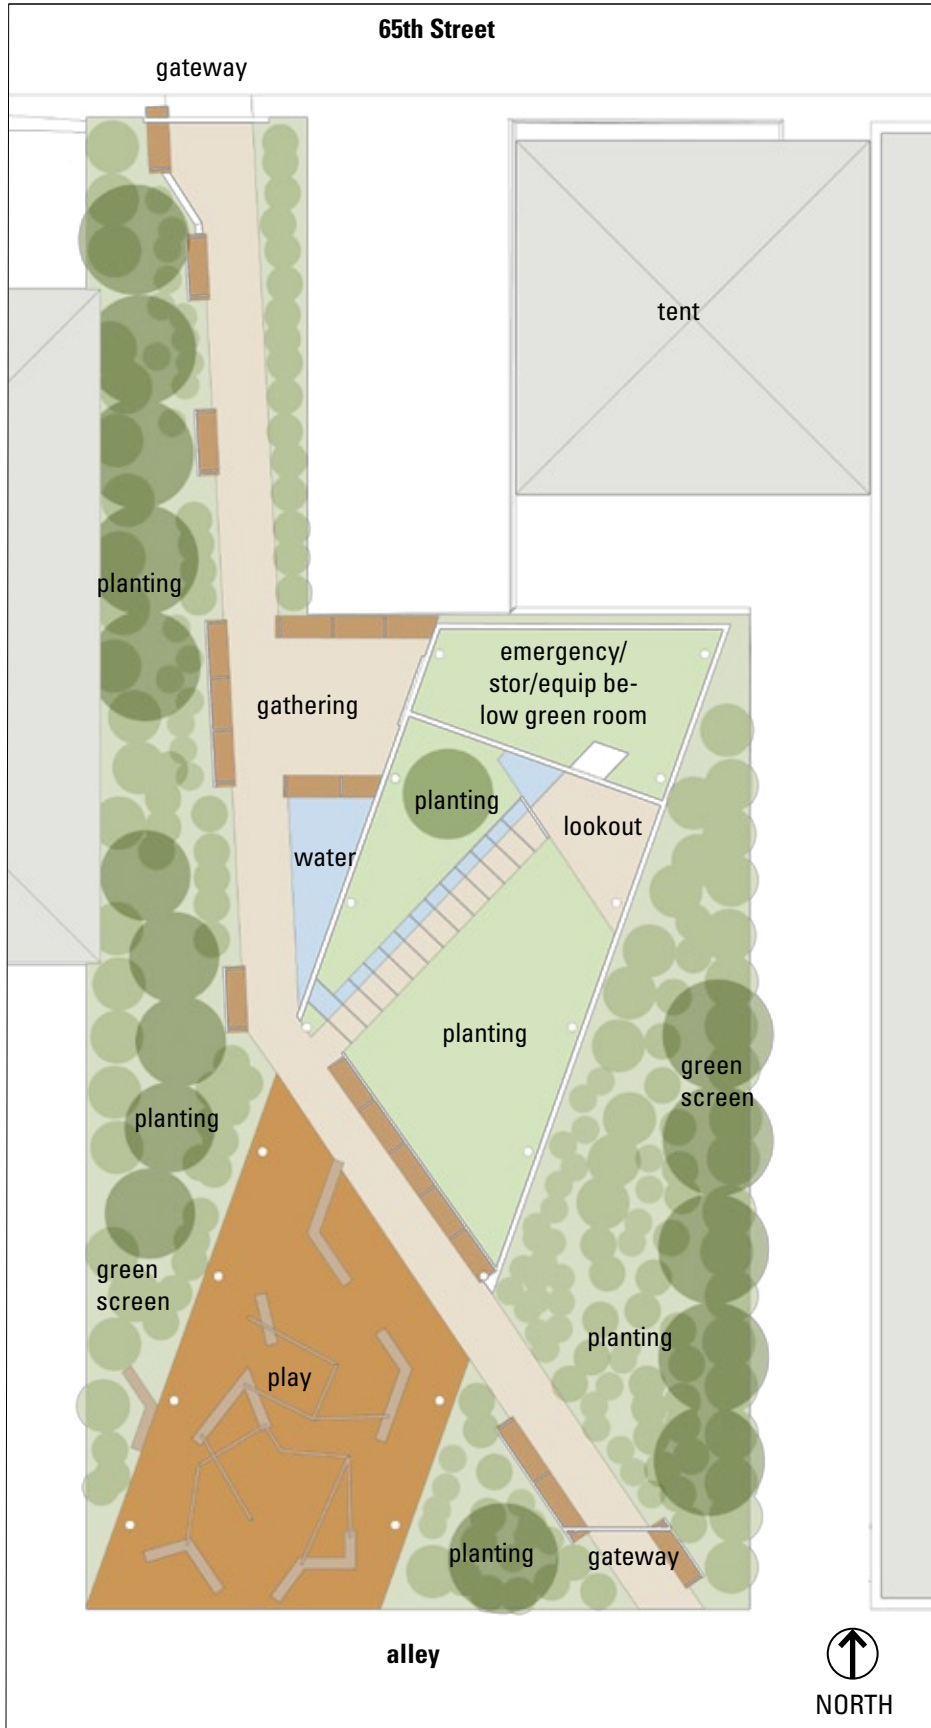 65th Street
gateway
tent
planting
emergency/
stor/equip be-
low green room
gathering
planting
lookout
water
planting
green
screen
planting
green
screen
planting
play
planting
gateway
alley
NORTH